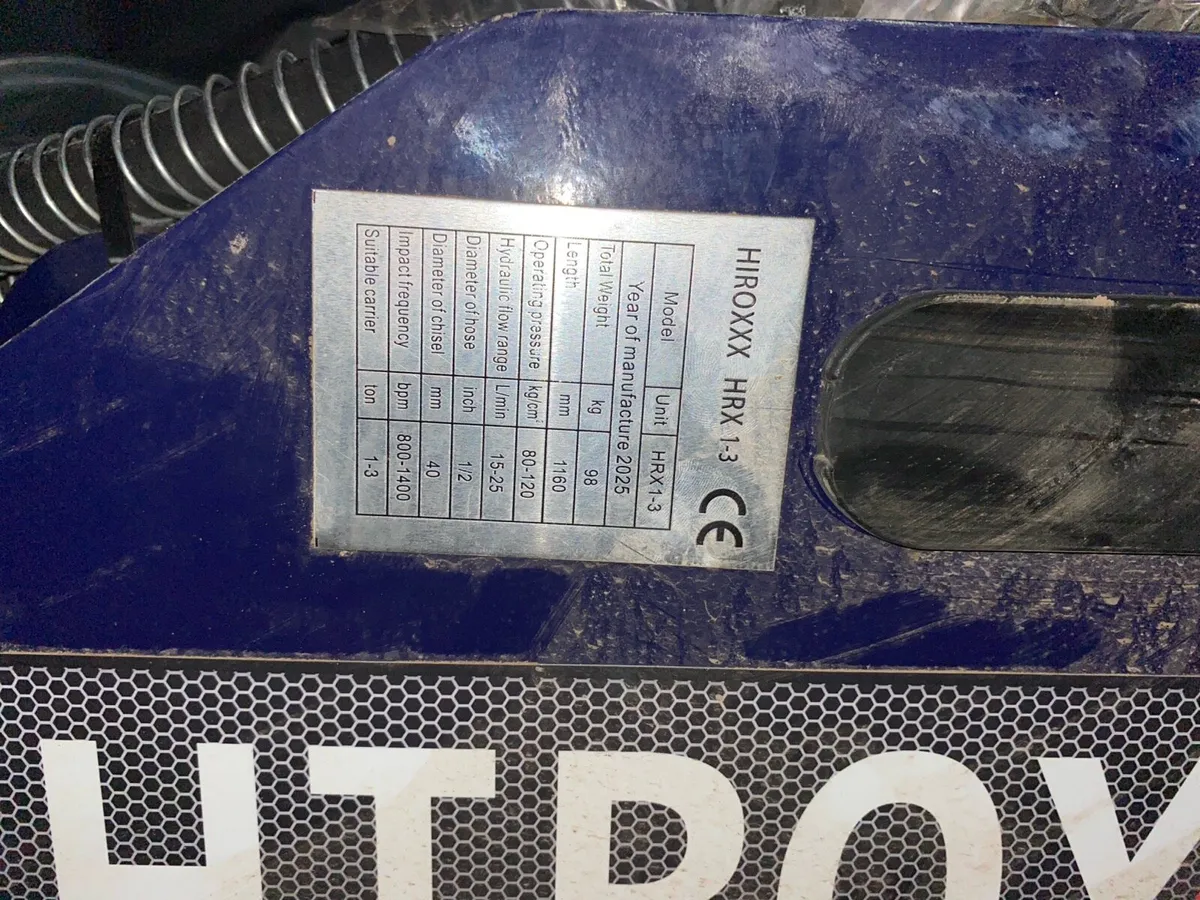 HIROXXX HRX 1-3 CE
Model Unit HRX 1-3
Year of manufacture 2025
Total Weight kg 98
Length mm 1160
Operating pressure kg/cm² 80-120
Hydraulic flow range L/min 15-25
Diameter of hose inch 1/2
Diameter of chisel mm 40
Impact frequency bpm 800-1400
Suitable carrier ton 1-3